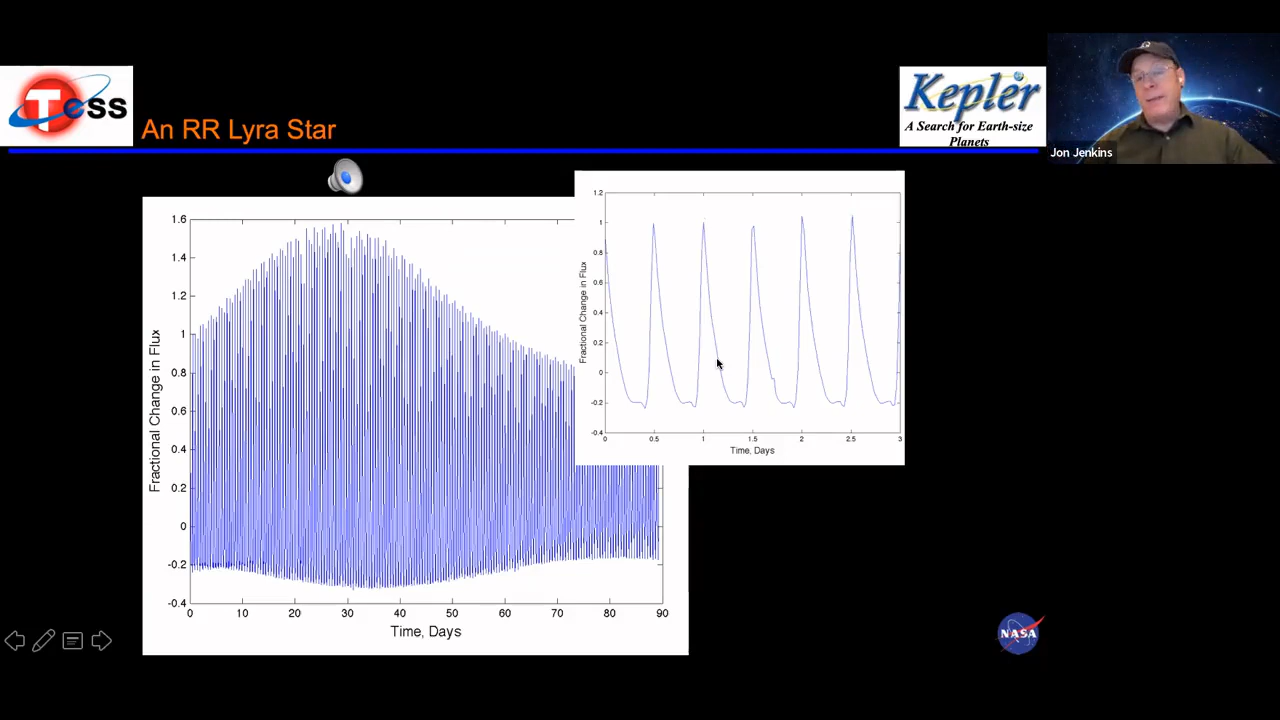 Tess
An RR Lyra Star
Kepler
A Search for Earth-size
Planets
Jon Jenkins
1.6
1.4
1.2
1
0.8
0.6
0.4
0.2
0
-0.2
-0.4
Fractional Change in Flux
0 10 20 30 40 50 60 70 80 90
Time, Days
1.2
1
0.8
0.6
0.4
0.2
0
-0.2
-0.4
Fractional Change in Flux
0 0.5 1 1.5 2 2.5 3
Time, Days
NASA